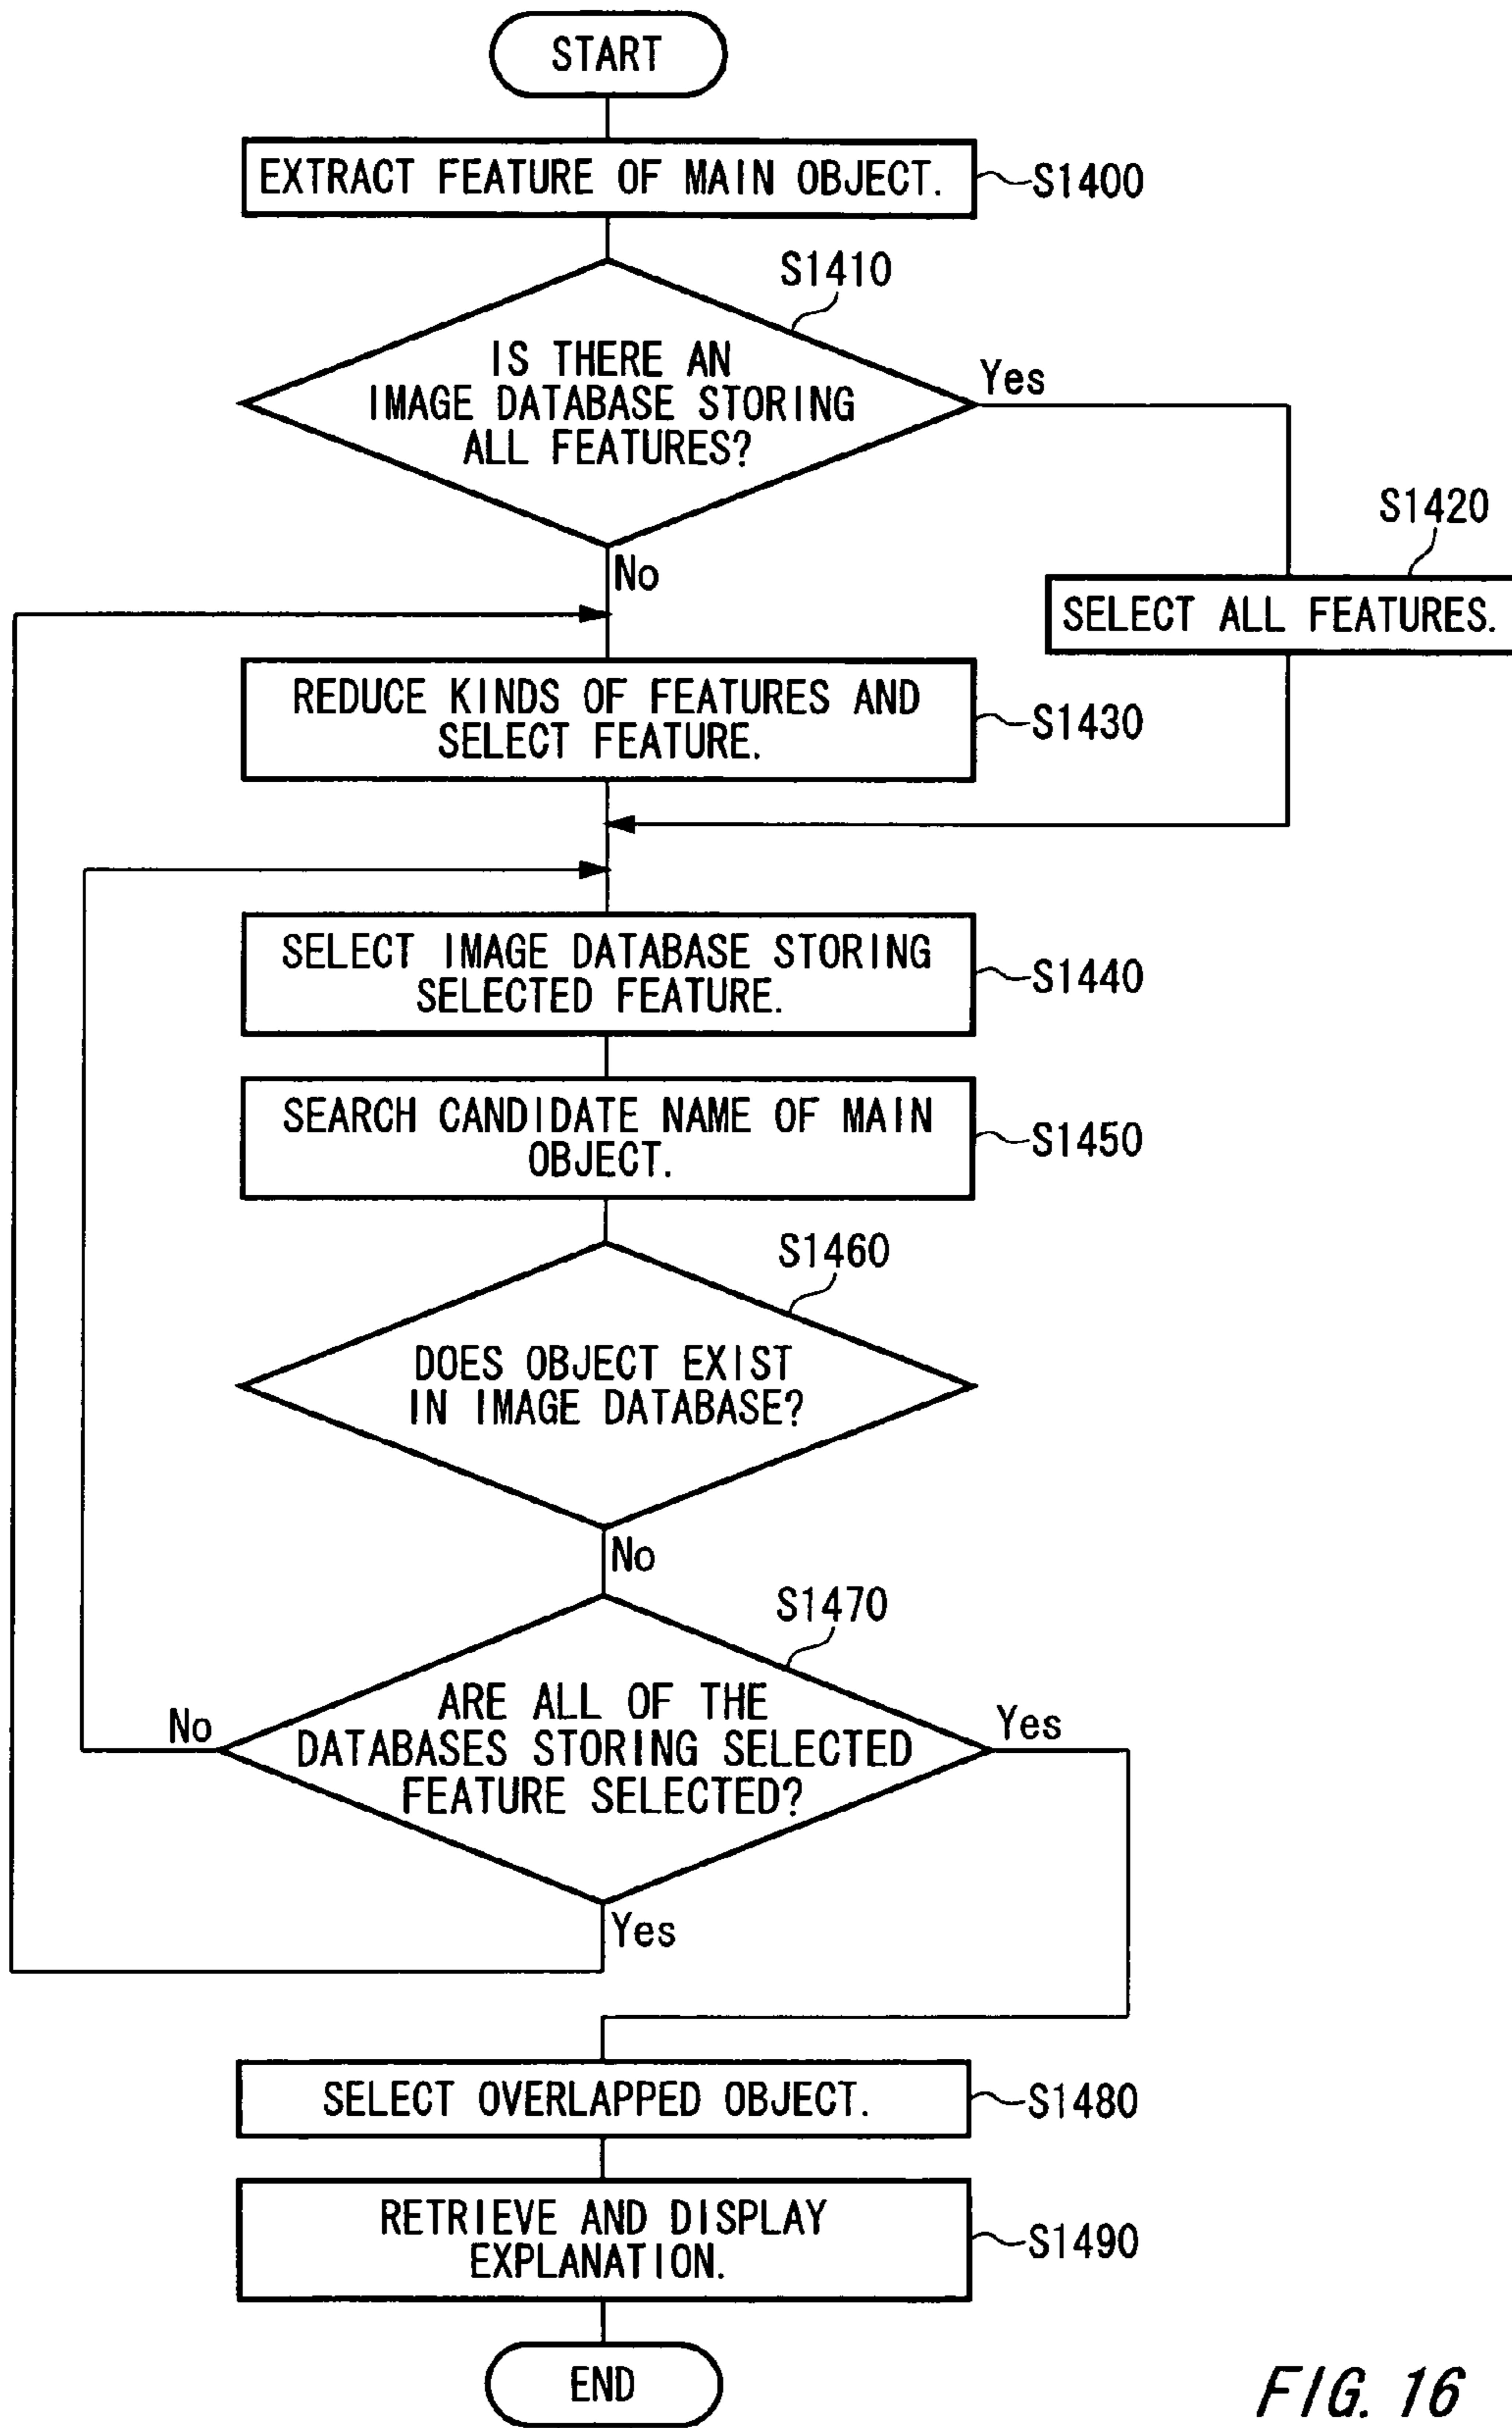 START
EXTRACT FEATURE OF MAIN OBJECT.
S1400
S1410
IS THERE AN
IMAGE DATABASE STORING
ALL FEATURES?
Yes
No
S1420
SELECT ALL FEATURES.
REDUCE KINDS OF FEATURES AND
SELECT FEATURE.
S1430
SELECT IMAGE DATABASE STORING
SELECTED FEATURE.
S1440
SEARCH CANDIDATE NAME OF MAIN
OBJECT.
S1450
S1460
DOES OBJECT EXIST
IN IMAGE DATABASE?
No
S1470
ARE ALL OF THE
DATABASES STORING SELECTED
FEATURE SELECTED?
No
Yes
Yes
SELECT OVERLAPPED OBJECT.
S1480
RETRIEVE AND DISPLAY
EXPLANATION.
S1490
END
FIG. 16